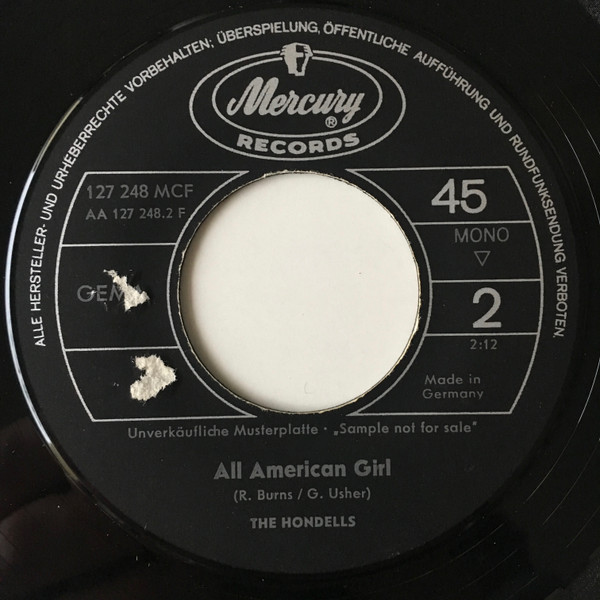 ALLE HERSTELLER- UND URHEBERRECHTE VORBEHALTEN; ÜBERSPIELUNG, ÖFFENTLICHE AUFFÜHRUNG UND RUNDFUNKSENDUNG VERBOTEN.
Mercury ®
RECORDS
127 248 MCF
AA 127 248.2 F
45
MONO
2
2:12
Made in
Germany
Unverkäufliche Musterplatte · „Sample not for sale"
All American Girl
(R. Burns / G. Usher)
THE HONDELLS